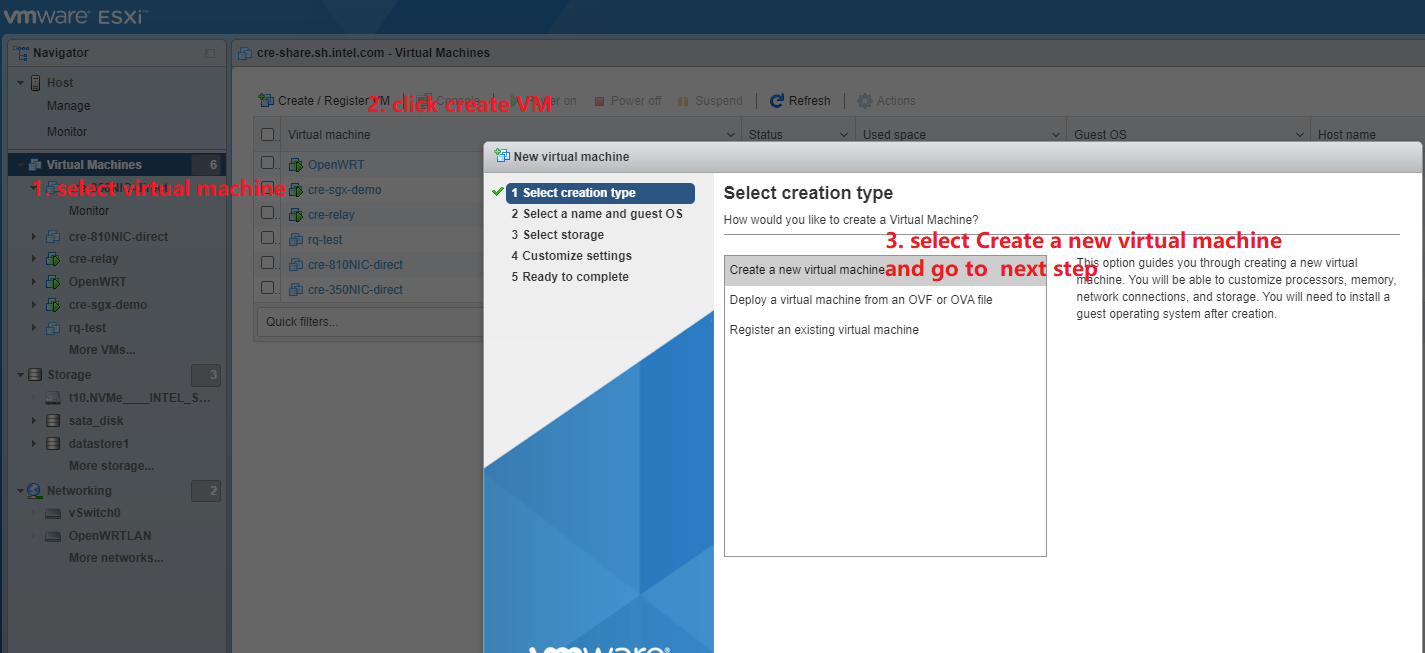 vmware ESXi™
Navigator
Host
Manage
Monitor
Virtual Machines 6
1. select virtual machine
Monitor
cre-810NIC-direct
cre-relay
OpenWRT
cre-sgx-demo
rq-test
More VMs...
Storage 3
t10.NVMe____INTEL_S...
sata_disk
datastore1
More storage...
Networking 2
vSwitch0
OpenWRTLAN
More networks...
cre-share.sh.intel.com - Virtual Machines
Create / Register VM Console Power on Power off Suspend Refresh Actions
2. click create VM
Virtual machine Status Used space Guest OS Host name
OpenWRT
cre-sgx-demo
cre-relay
rq-test
cre-810NIC-direct
cre-350NIC-direct
Quick filters...
New virtual machine
1 Select creation type
2 Select a name and guest OS
3 Select storage
4 Customize settings
5 Ready to complete
vmware®
Select creation type
How would you like to create a Virtual Machine?
3. select Create a new virtual machine
and go to next step
Create a new virtual machine
Deploy a virtual machine from an OVF or OVA file
Register an existing virtual machine
This option guides you through creating a new virtual
machine. You will be able to customize processors, memory,
network connections, and storage. You will need to install a
guest operating system after creation.